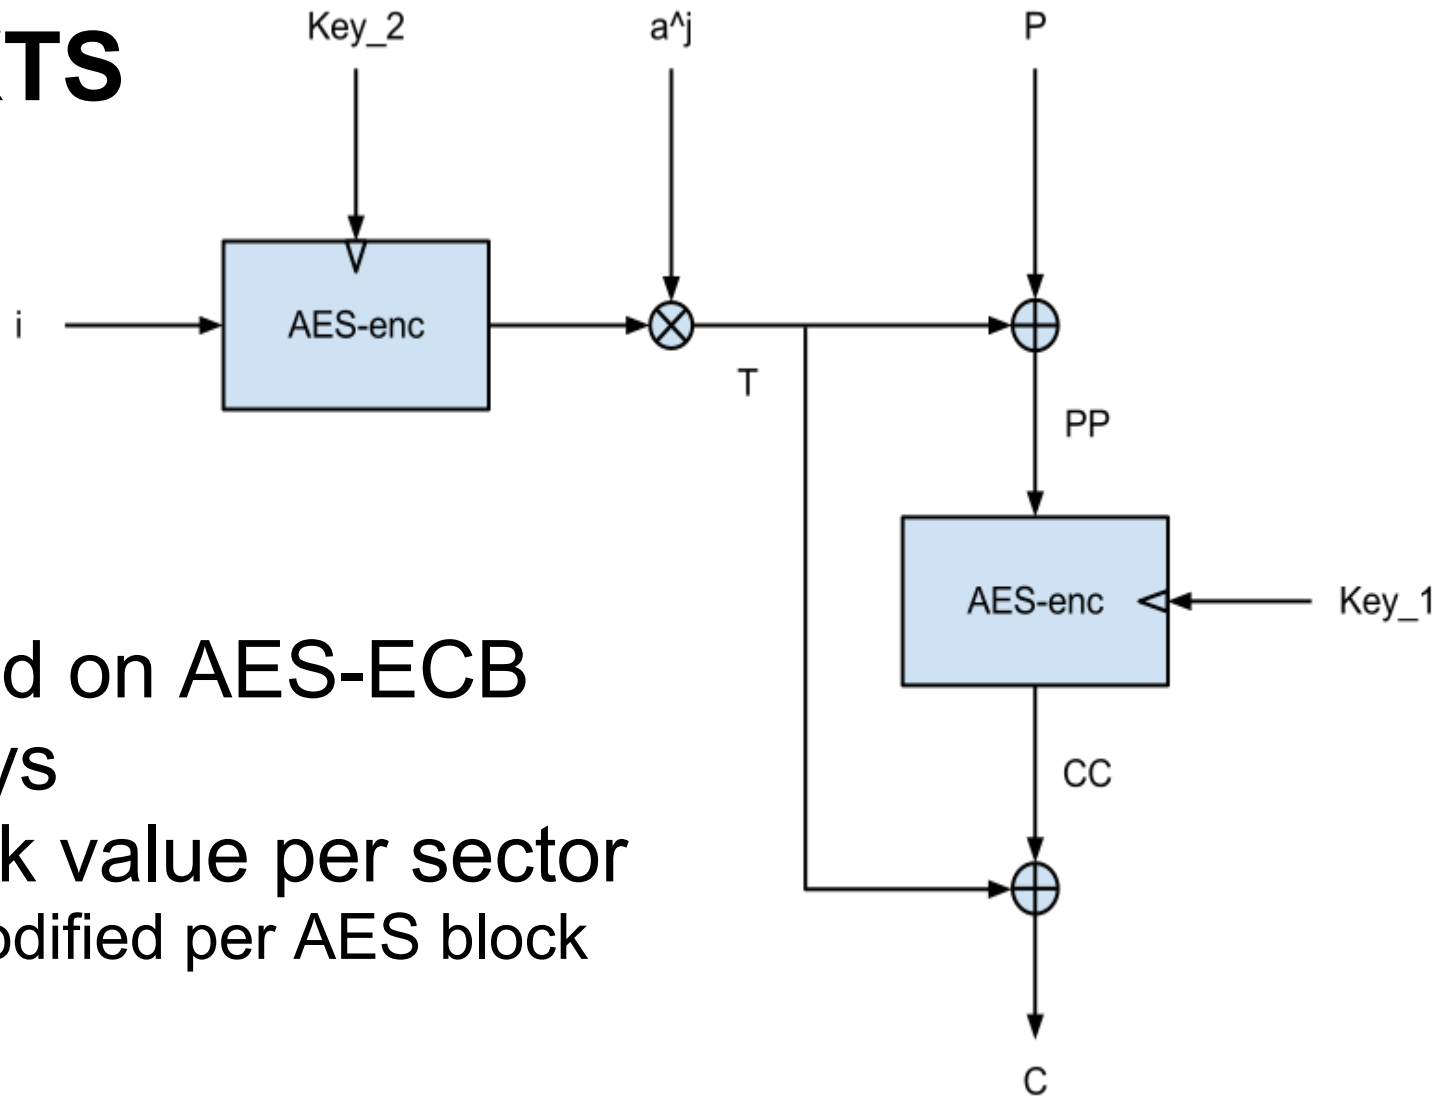 XTS
Key_2
a^j
P
i
AES-enc
T
PP
AES-enc
Key_1
d on AES-ECB
ys
CC
k value per sector
odified per AES block
C